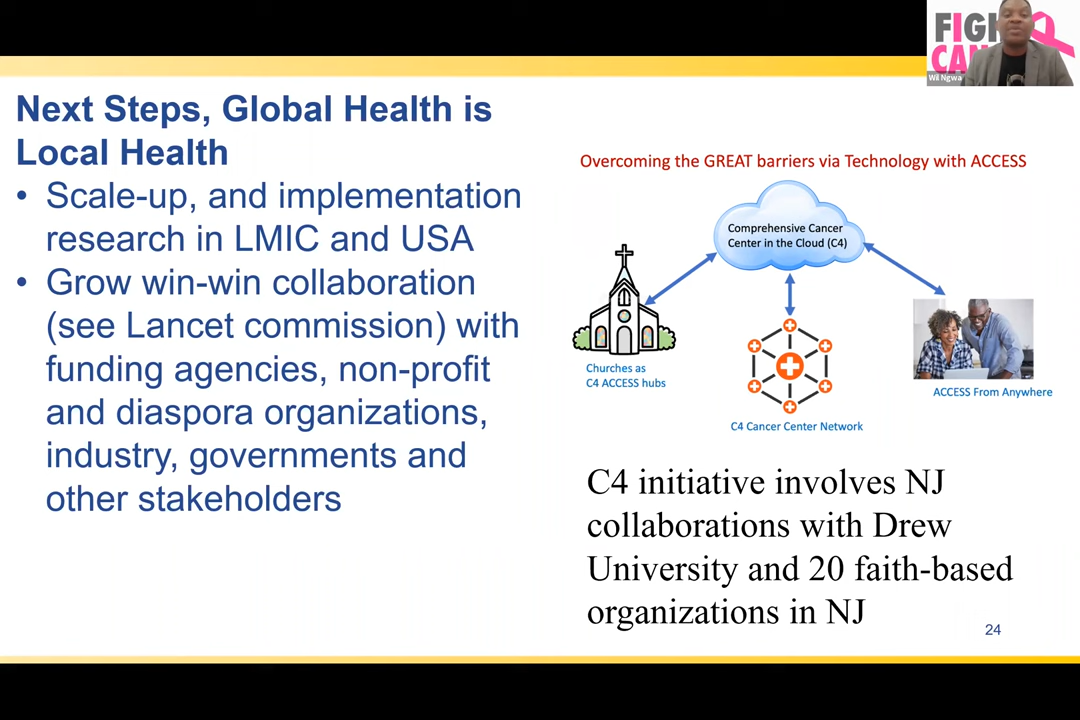 FIGH
CAN
Wil Ngwa
Next Steps, Global Health is
Local Health
• Scale-up, and implementation
research in LMIC and USA
• Grow win-win collaboration
(see Lancet commission) with
funding agencies, non-profit
and diaspora organizations,
industry, governments and
other stakeholders
Overcoming the GREAT barriers via Technology with ACCESS
Comprehensive Cancer
Center in the Cloud (C4)
Churches as
C4 ACCESS hubs
C4 Cancer Center Network
ACCESS From Anywhere
C4 initiative involves NJ
collaborations with Drew
University and 20 faith-based
organizations in NJ
24